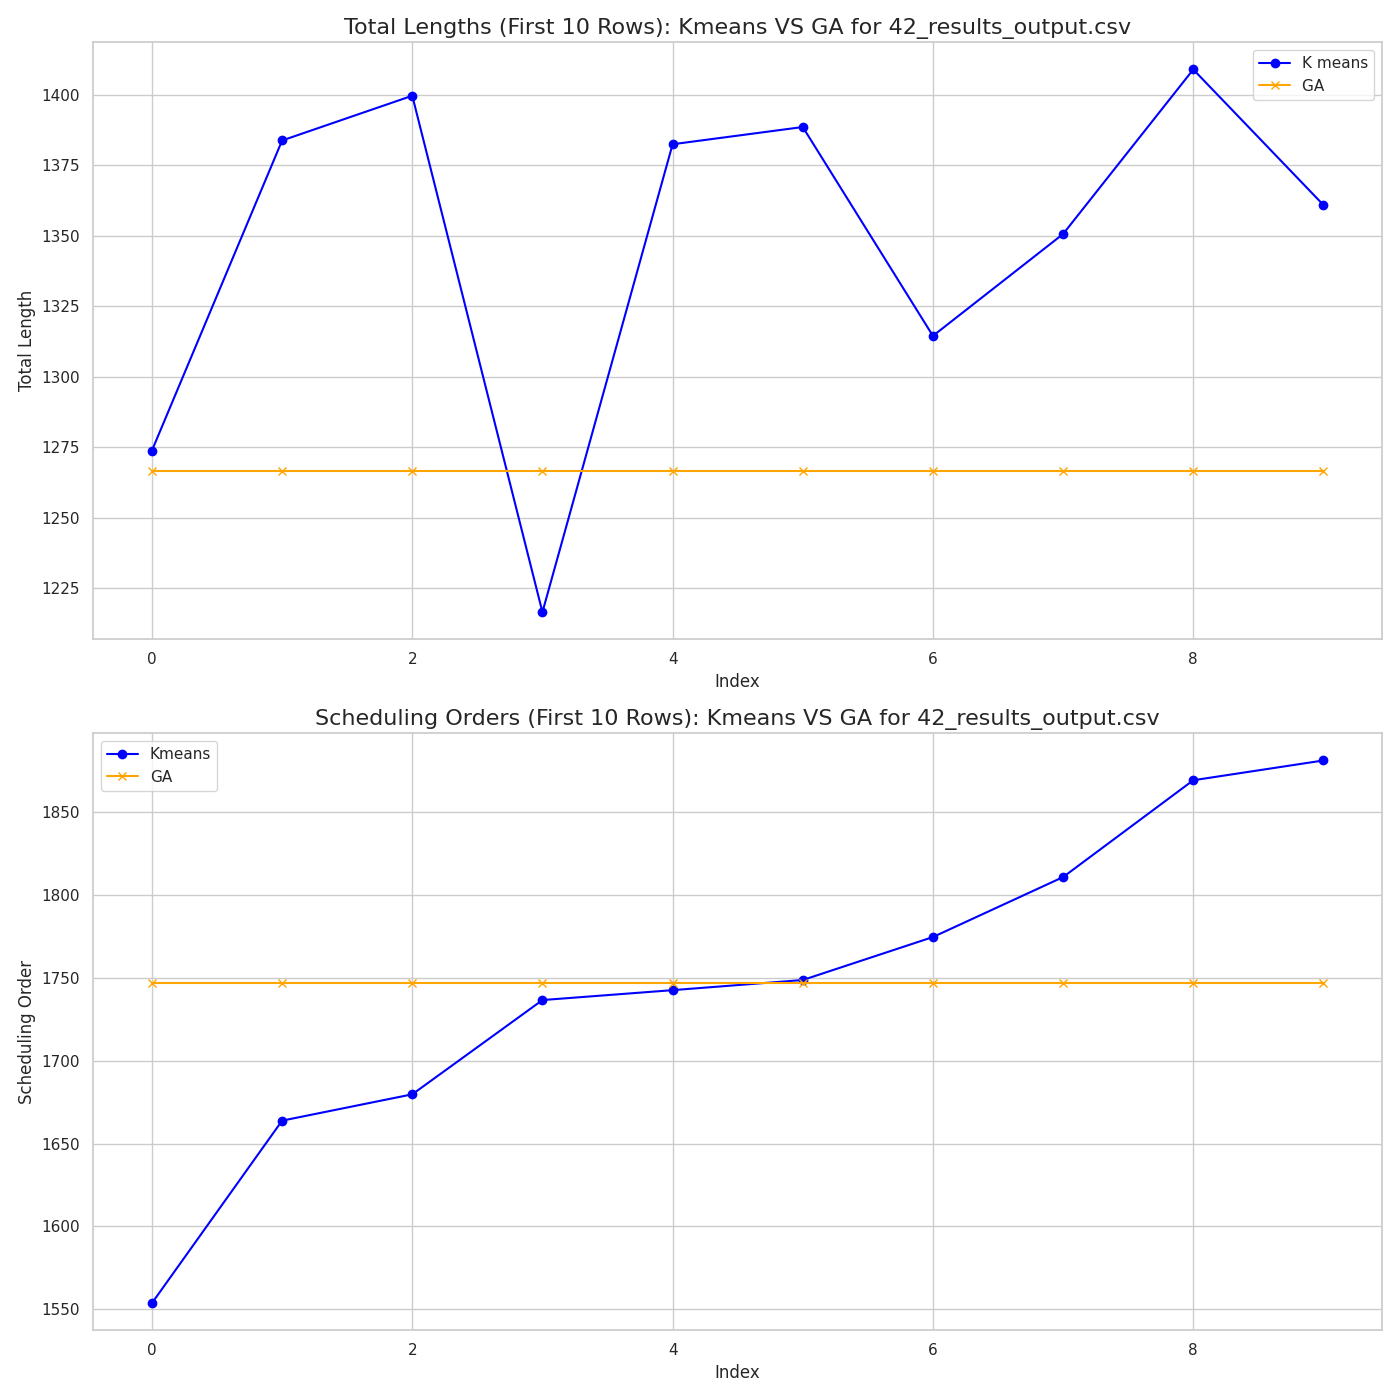 Total Lengths (First 10 Rows): Kmeans VS GA for 42_results_output.csv
K means
GA
1400
1375
1350
1325
1300
1275
1250
1225
Total Length
0 2 4 6 8
Index
Scheduling Orders (First 10 Rows): Kmeans VS GA for 42_results_output.csv
Kmeans
GA
1850
1800
1750
1700
1650
1600
1550
Scheduling Order
0 2 4 6 8
Index